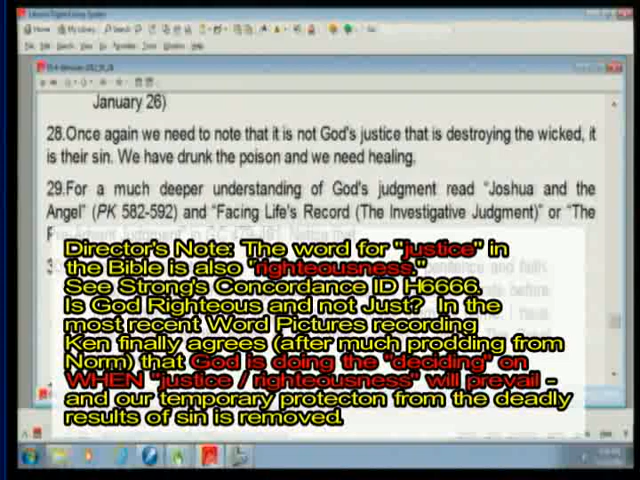 Home
My Library
Search
January 26)
28.Once again we need to note that it is not God's justice that is destroying the wicked, it
is their sin. We have drunk the poison and we need healing.
29.For a much deeper understanding of God's judgment read "Joshua and the
Angel" (PK 582-592) and "Facing Life's Record (The Investigative Judgment)" or "The
Director's Note: The word for "justice" in
the Bible is also "righteousness."
See Strong's Concordance ID H6666.
Is God Righteous and not Just? In the
most recent Word Pictures recording
Ken finally agrees (after much prodding from
Norm) that God is doing the "deciding" on
WHEN "justice / righteousness" will prevail -
and our temporary protecton from the deadly
results of sin is removed.